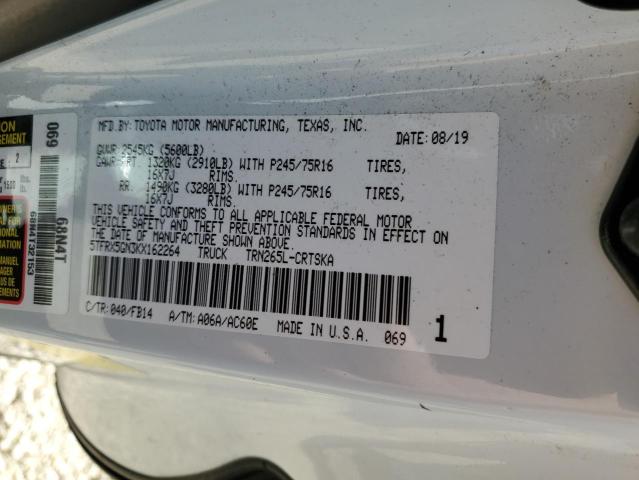 MFD.BY:TOYOTA MOTOR MANUFACTURING, TEXAS, INC.
DATE:08/19
GVWR 2545KG (5600LB)
GAWR FRT. 1320KG (2910LB) WITH P245/75R16 TIRES,
16X7J RIMS.
RR. 1490KG (3280LB) WITH P245/75R16 TIRES,
16X7J RIMS.
THIS VEHICLE CONFORMS TO ALL APPLICABLE FEDERAL MOTOR
VEHICLE SAFETY AND THEFT PREVENTION STANDARDS IN EFFECT ON
THE DATE OF MANUFACTURE SHOWN ABOVE.
5TFRX5GN3KX162264 TRUCK TRN265L-CRTSKA
C/TR:040/FB14 A/TM:A06A/AC60E MADE IN U.S.A. 069 1
069
68N4T
68N4T32153
2